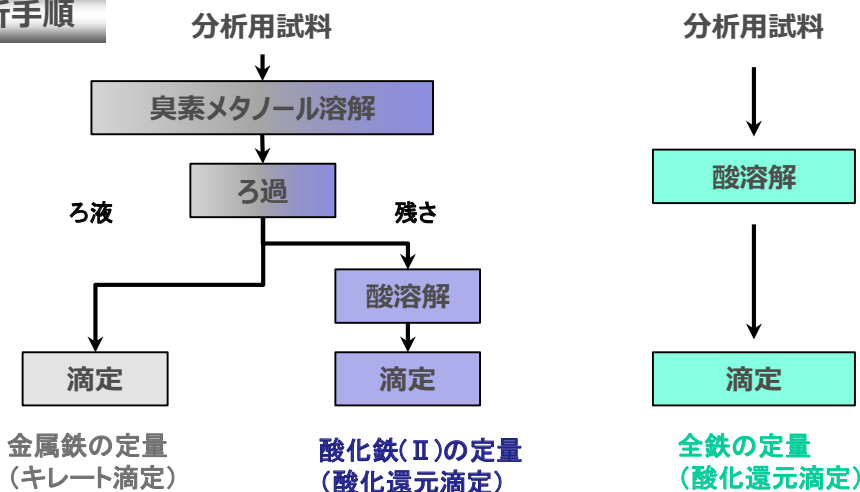 析手順
分析用試料
臭素メタノール溶解
ろ過
ろ液
残さ
酸溶解
滴定
滴定
金属鉄の定量
(キレート滴定)
酸化鉄(Ⅱ)の定量
(酸化還元滴定)
分析用試料
酸溶解
滴定
全鉄の定量
(酸化還元滴定)